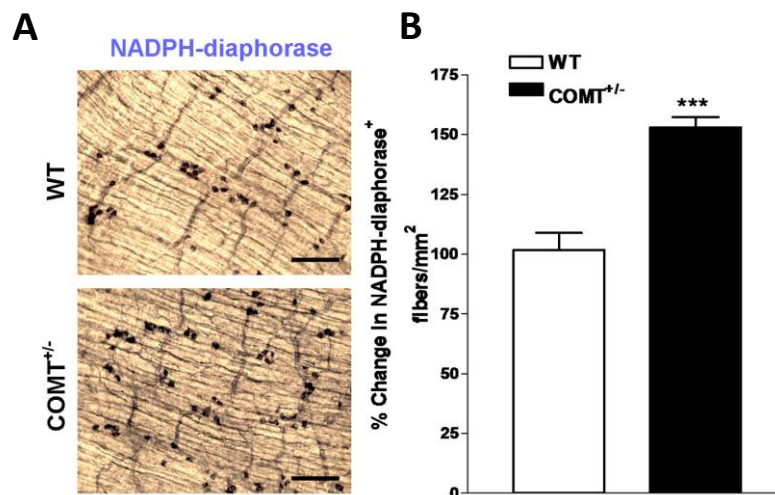 A
NADPH-diaphorase
WT
COMT+/-
B
WT
COMT+/-
% Change In NADPH-diaphorase+
fibers/mm2
175
150
125
100
75
50
25
0
***